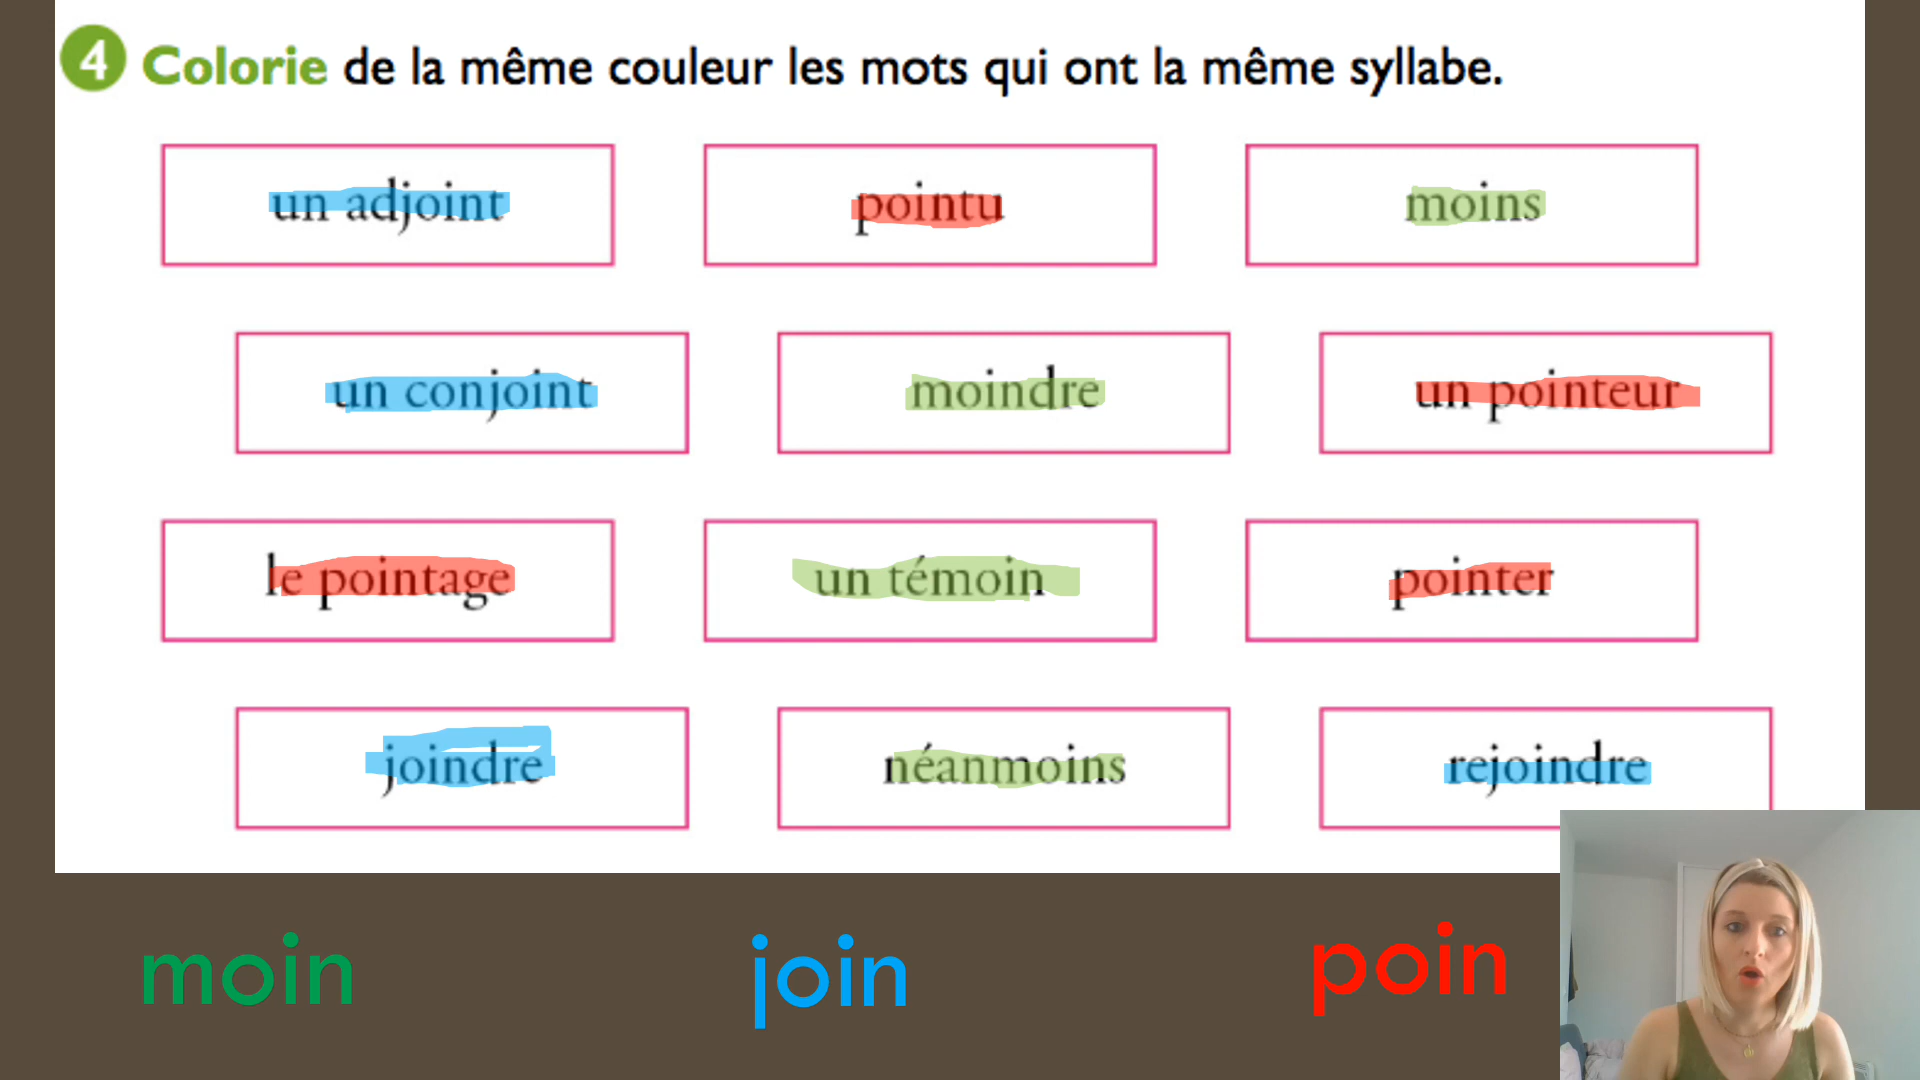 4 Colorie de la même couleur les mots qui ont la même syllabe.
un adjoint
pointu
moins
un conjoint
moindre
un pointeur
le pointage
un témoin
pointer
joindre
néanmoins
rejoindre
moin
join
poin